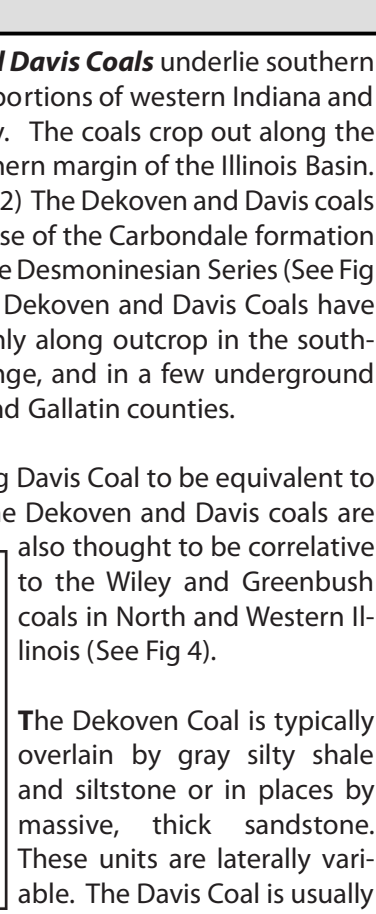 Davis Coals underlie southern
portions of western Indiana and
The coals crop out along the
margin of the Illinois Basin.
2) The Dekoven and Davis coals
of the Carbondale formation
Desmoninesian Series (See Fig
Dekoven and Davis Coals have
along outcrop in the south-
and in a few underground
Gallatin counties.
Davis Coal to be equivalent to
Dekoven and Davis coals are
also thought to be correlative
to the Wiley and Greenbush
coals in North and Western Il-
linois (See Fig 4).
The Dekoven Coal is typically
overlain by gray silty shale
and siltstone or in places by
massive, thick sandstone.
These units are laterally vari-
able. The Davis Coal is usually